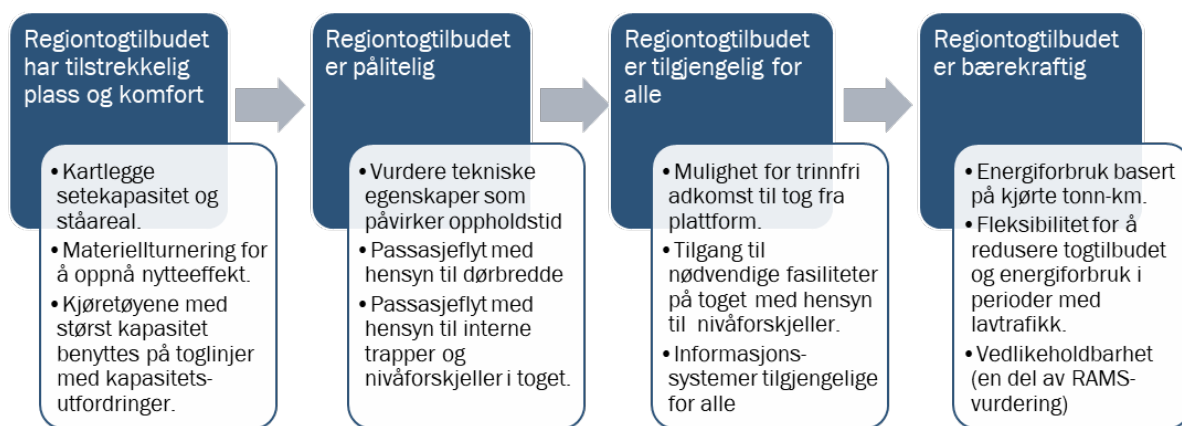 Regiontogtilbudet
har tilstrekkelig
plass og komfort
• Kartlegge
setekapasitet og
ståareal.
• Materiellturnering for
å oppnå nytteeffekt.
• Kjøretøyene med
størst kapasitet
benyttes på toglinjer
med kapasitets-
utfordringer.
Regiontogtilbudet
er pålitelig
• Vurdere tekniske
egenskaper som
påvirker oppholdstid
• Passasjeflyt med
hensyn til dørbredde
• Passasjeflyt med
hensyn til interne
trapper og
nivåforskjeller i toget.
Regiontogtilbudet
er tilgjengelig for
alle
• Mulighet for trinnfri
adkomst til tog fra
plattform.
• Tilgang til
nødvendige fasiliteter
på toget med hensyn
til nivåforskjeller.
• Informasjons-
systemer tilgjengelige
for alle
Regiontogtilbudet
er bærekraftig
• Energiforbruk basert
på kjørte tonn-km.
• Fleksibilitet for å
redusere togtilbudet
og energiforbruk i
perioder med
lavtrafikk.
• Vedlikeholdbarhet
(en del av RAMS-
vurdering)